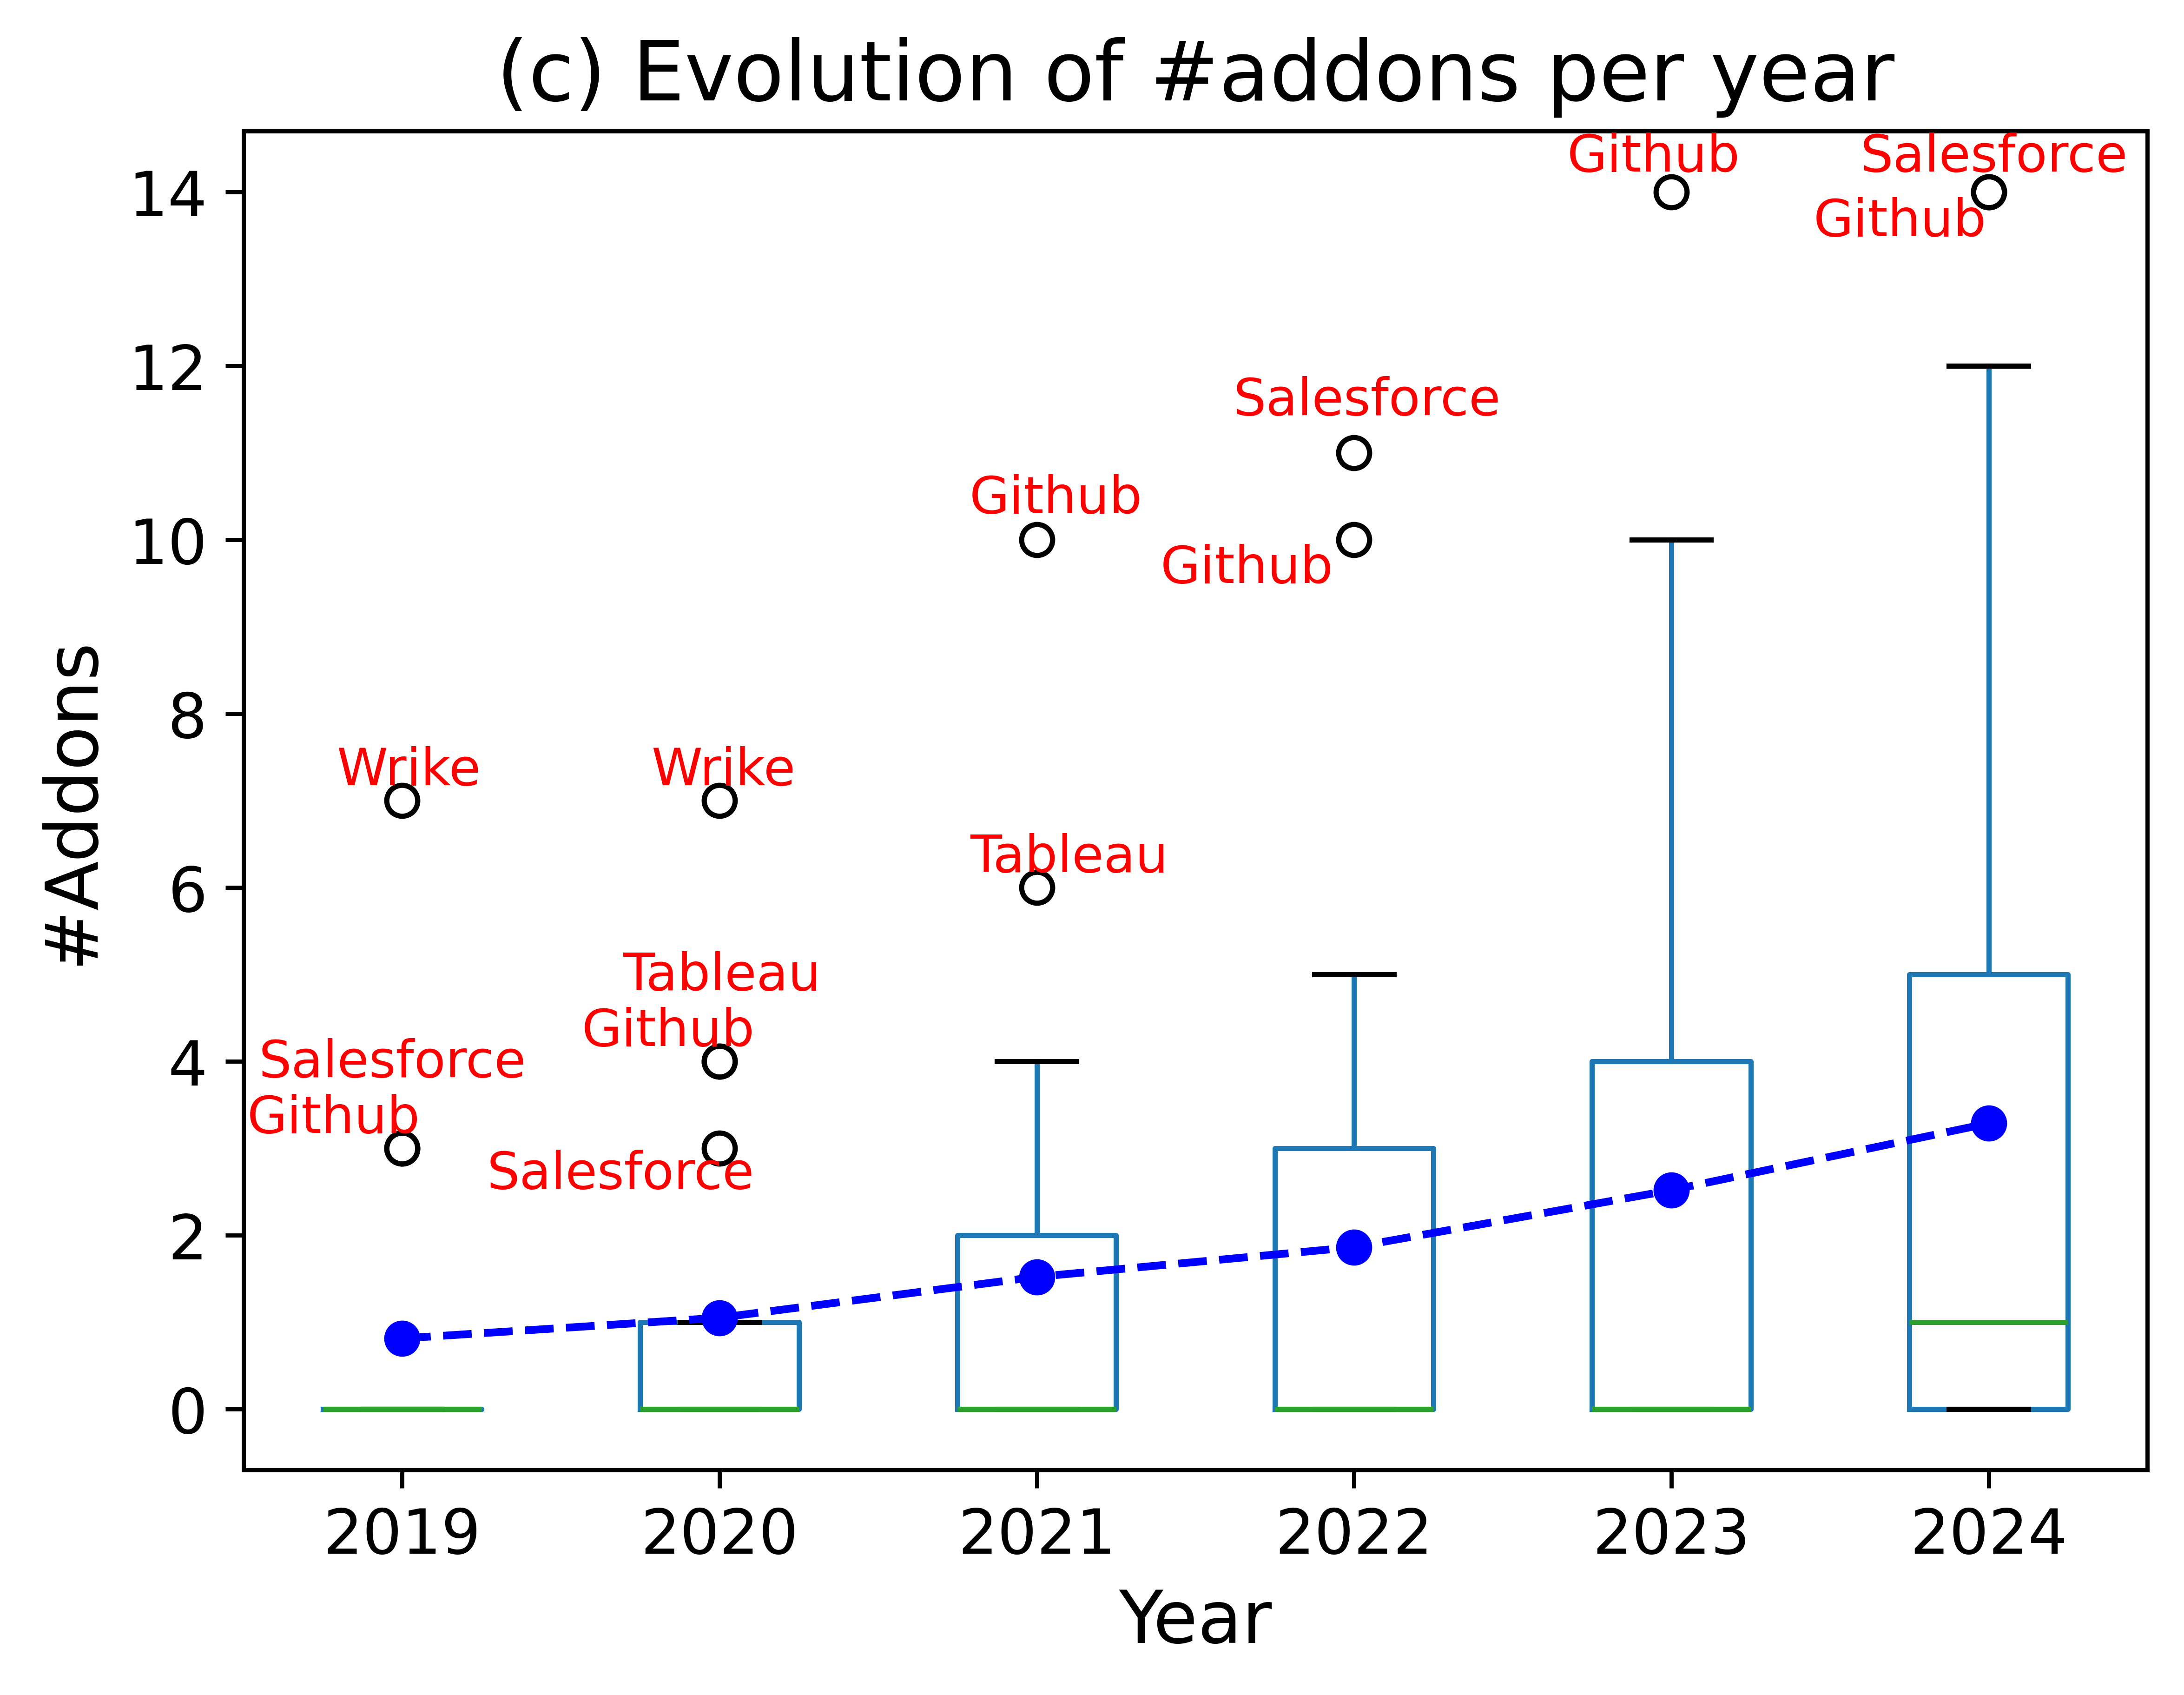 (c) Evolution of #addons per year
Github
Salesforce
14
Github
12
Salesforce
Github
10
Github
#Addons
8
Wrike
Wrike
Tableau
6
Tableau
Github
Salesforce
4
Github
Salesforce
2
0
2019 2020 2021 2022 2023 2024
Year